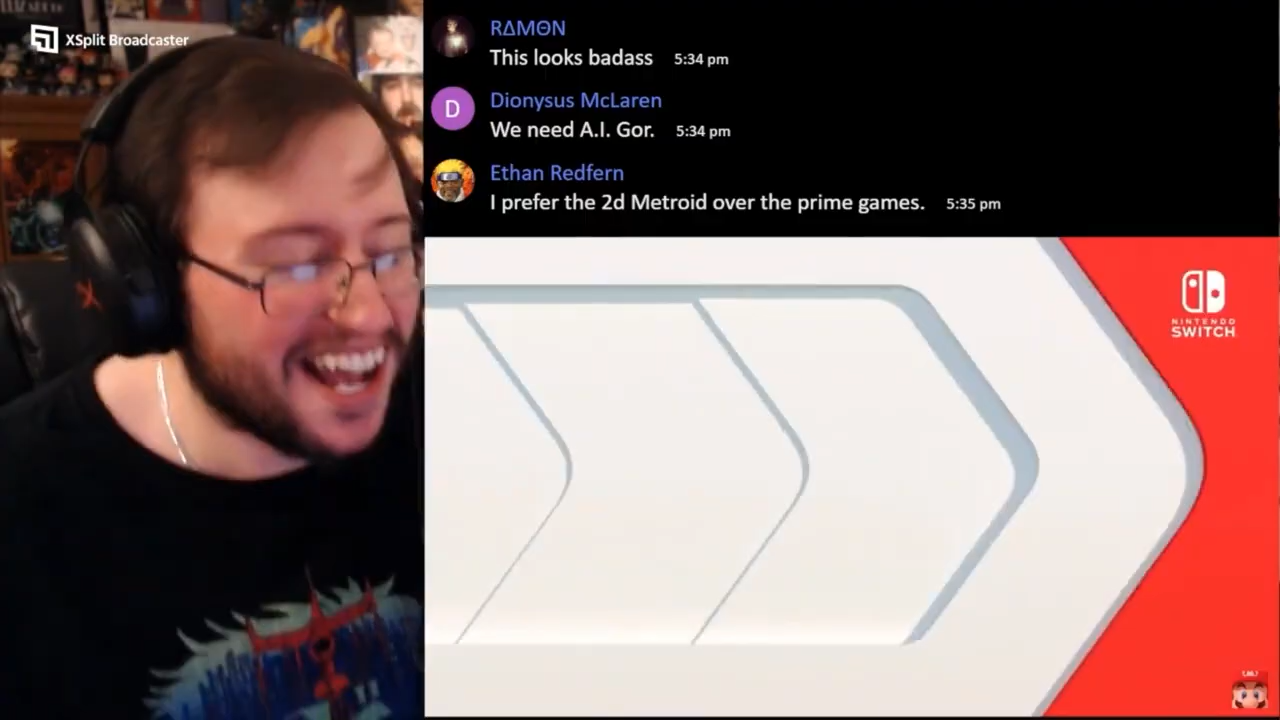 XSplit Broadcaster
RΔMΘN
This looks badass 5:34 pm
D
Dionysus McLaren
We need A.I. Gor. 5:34 pm
Ethan Redfern
I prefer the 2d Metroid over the prime games. 5:35 pm
NINTENDO
SWITCH